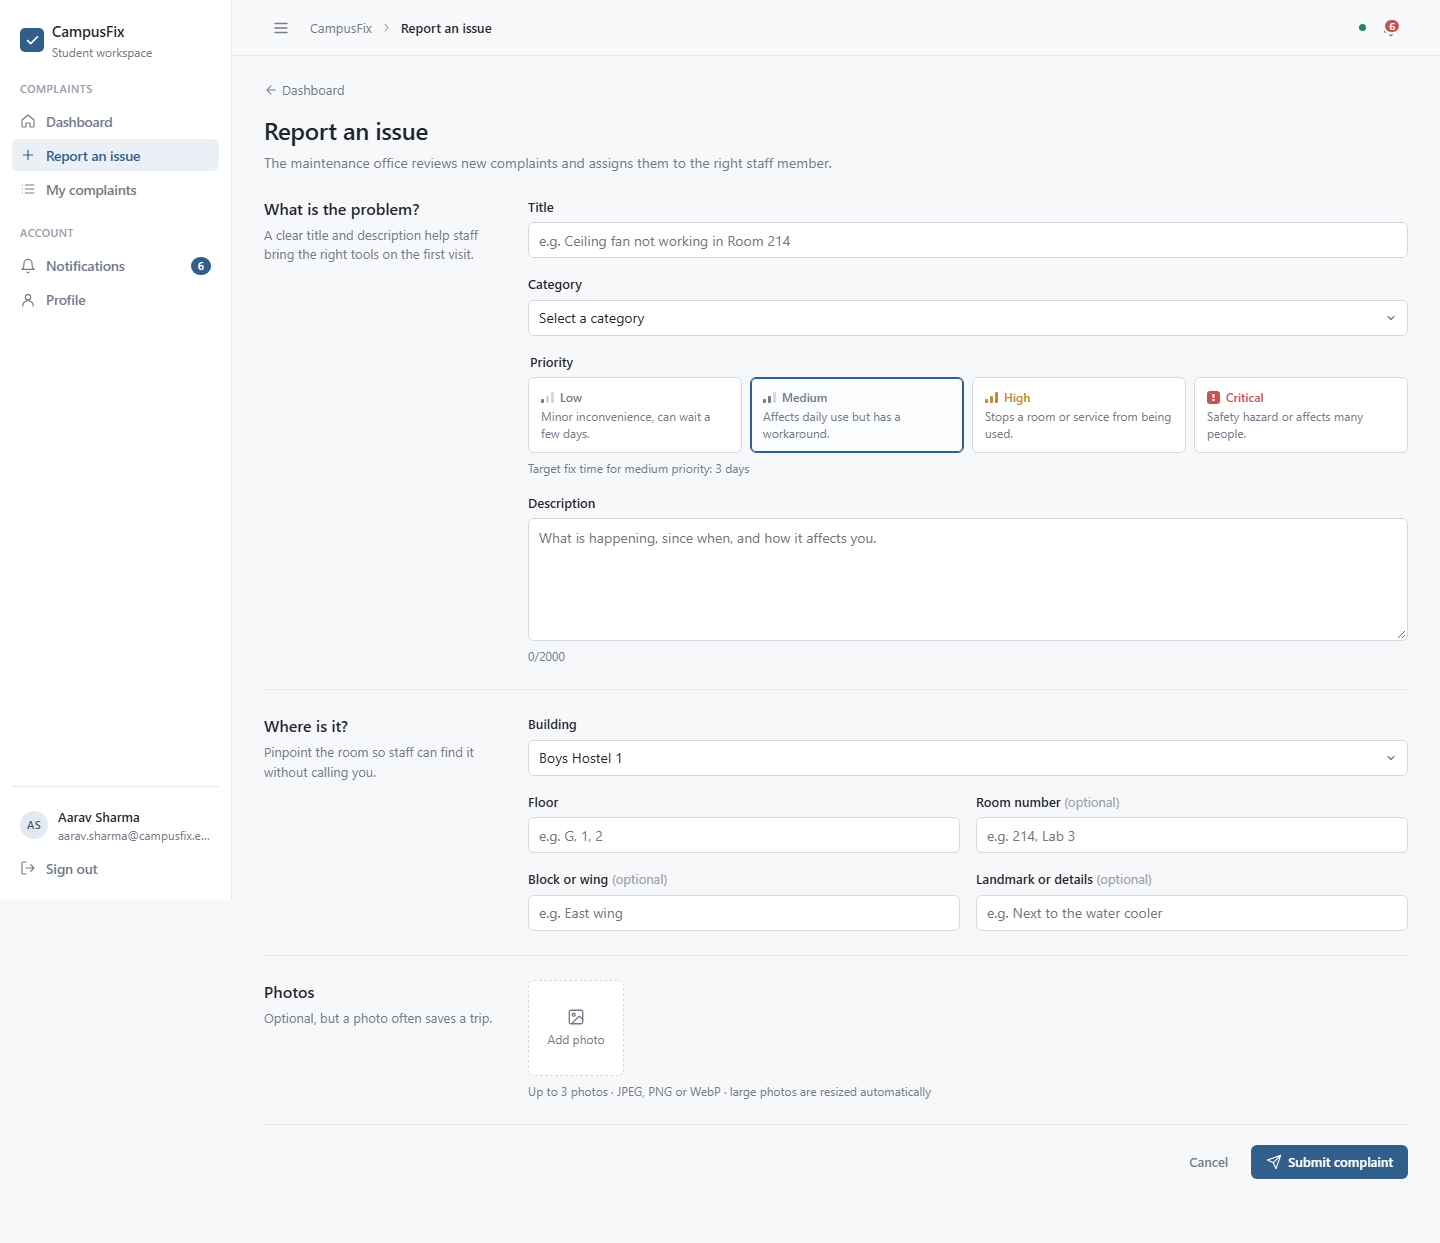 CampusFix
Student workspace
COMPLAINTS
Dashboard
Report an issue
My complaints
ACCOUNT
Notifications 6
Profile
AS
Aarav Sharma
aarav.sharma@campusfix.e...
Sign out
CampusFix > Report an issue
6
← Dashboard
Report an issue
The maintenance office reviews new complaints and assigns them to the right staff member.
What is the problem?
A clear title and description help staff
bring the right tools on the first visit.
Title
e.g. Ceiling fan not working in Room 214
Category
Select a category
Priority
Low
Minor inconvenience, can wait a
few days.
Medium
Affects daily use but has a
workaround.
High
Stops a room or service from being
used.
Critical
Safety hazard or affects many
people.
Target fix time for medium priority: 3 days
Description
What is happening, since when, and how it affects you.
0/2000
Where is it?
Pinpoint the room so staff can find it
without calling you.
Building
Boys Hostel 1
Floor
e.g. G, 1, 2
Room number (optional)
e.g. 214, Lab 3
Block or wing (optional)
e.g. East wing
Landmark or details (optional)
e.g. Next to the water cooler
Photos
Optional, but a photo often saves a trip.
Add photo
Up to 3 photos · JPEG, PNG or WebP · large photos are resized automatically
Cancel
Submit complaint